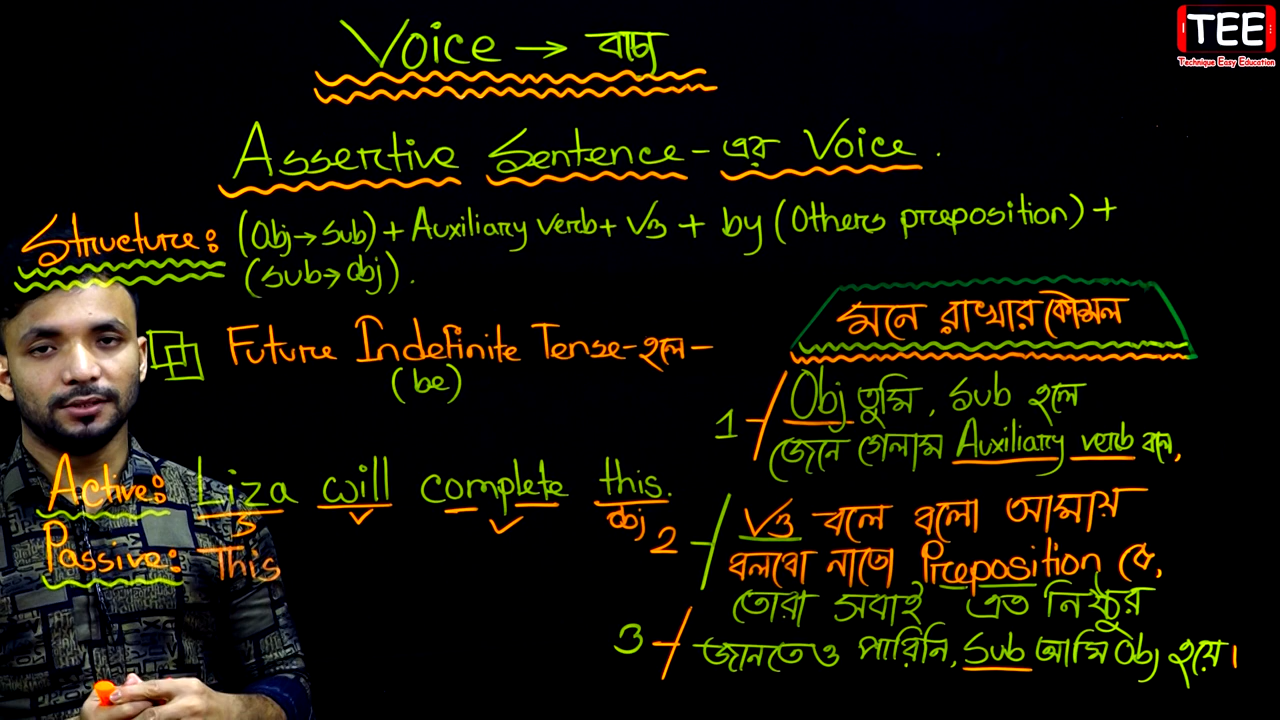 TEE
Technique Easy Education
Voice → বাচ্য
Assertive Sentence-এর Voice.
Structure: (Obj→Sub) + Auxiliary verb + V3 + by (Others preposition) +
(Sub→Obj).
Future Indefinite Tense-হলে-
(be)
মনে রাখার কৌশল
1 Obj তুমি, Sub হলে
জেনে গেলাম Auxiliary verb বলে,
Active: Liza will complete this.
S obj
Passive: This
2 V3 বলে বলো আমায়
বলবো নাতো Preposition কে,
তোরা সবাই এত নিষ্ঠুর
3 জানতেও পারিনি, Sub আমি Obj হয়ে।